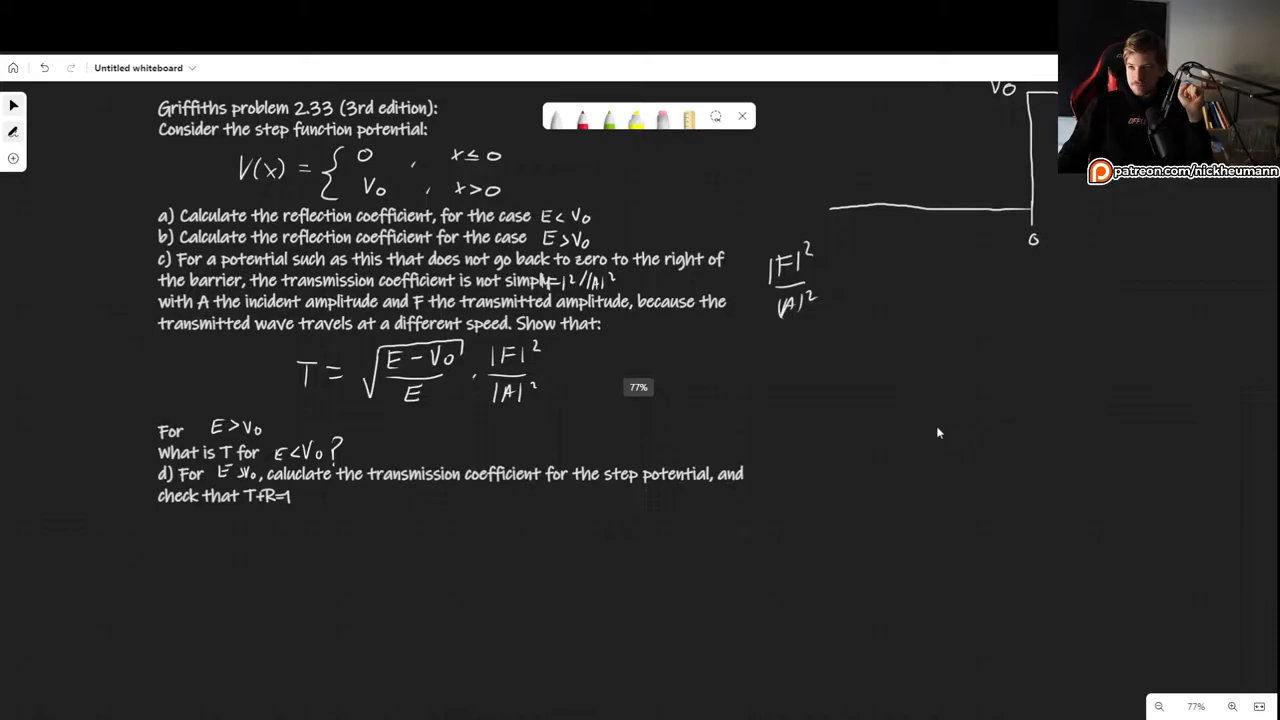 Untitled whiteboard
Griffiths problem 2.33 (3rd edition):
Consider the step function potential:
V(x) = { 0 , x ≤ 0
V0 , x > 0
a) Calculate the reflection coefficient, for the case E < V0
b) Calculate the reflection coefficient for the case E > V0
c) For a potential such as this that does not go back to zero to the right of
the barrier, the transmission coefficient is not simply |F|²/|A|²
with A the incident amplitude and F the transmitted amplitude, because the
transmitted wave travels at a different speed. Show that:
T = √((E - V0)/E) · |F|²/|A|²
For E > V0
What is T for E < V0?
d) For E > V0, caluclate the transmission coefficient for the step potential, and
check that T+R=1
V0
0
|F|²
|A|²
77%
patreon.com/nickheumann
77%